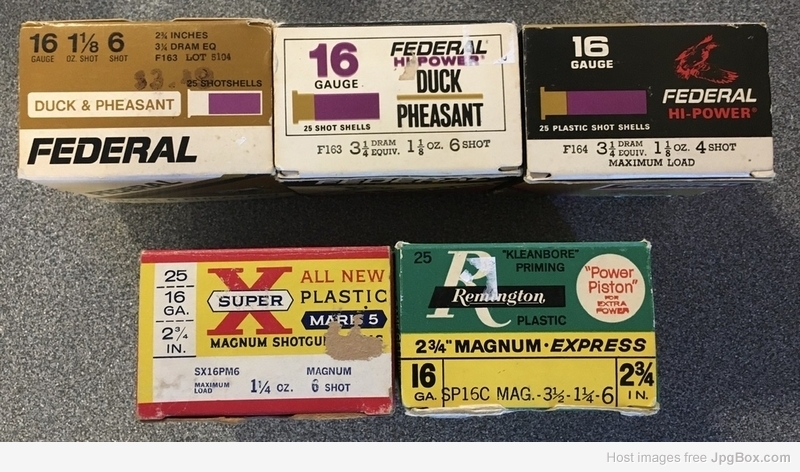 16 1⅛ 6
GAUGE OZ. SHOT SHOT
2¾ INCHES
3¼ DRAM EQ
F163 LOT 5104
25 SHOTSHELLS
DUCK & PHEASANT
FEDERAL
16
GAUGE
25 SHOT SHELLS
FEDERAL
HI-POWER
DUCK
PHEASANT
F163 3¼ DRAM EQUIV. 1⅛ OZ. 6 SHOT
16
GAUGE
25 PLASTIC SHOT SHELLS
FEDERAL®
HI-POWER®
F164 3¼ DRAM EQUIV. 1⅛ OZ. 4 SHOT
MAXIMUM LOAD
25
16
GA.
2¾
IN.
X
SUPER
ALL NEW
PLASTIC
MARK 5
MAGNUM
SX16PM6
MAXIMUM
LOAD
1¼ OZ.
MAGNUM
6 SHOT
25
R
Remington
"KLEANBORE"
PRIMING
PLASTIC
"Power
Piston"
FOR
EXTRA
POWER
2¾" MAGNUM·EXPRESS
16
GA.
SP16C MAG.-3½-1¼-6
2¾
IN.
Host images free JpgBox.com